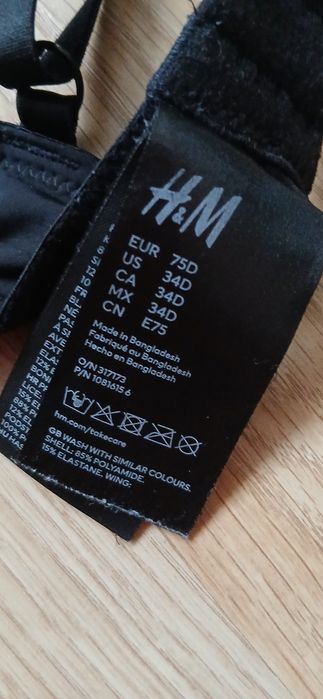 H&M
EUR 75D
US 34D
CA 34D
MX 34D
CN E75
Made in Bangladesh
Fabriqué au Bangladesh
Hecho en Bangladesh
O/N 317173
P/N 1081615 6
hm.com/takecare
GB WASH WITH SIMILAR COLOURS.
SHELL: 85% POLYAMIDE,
15% ELASTANE. WING: